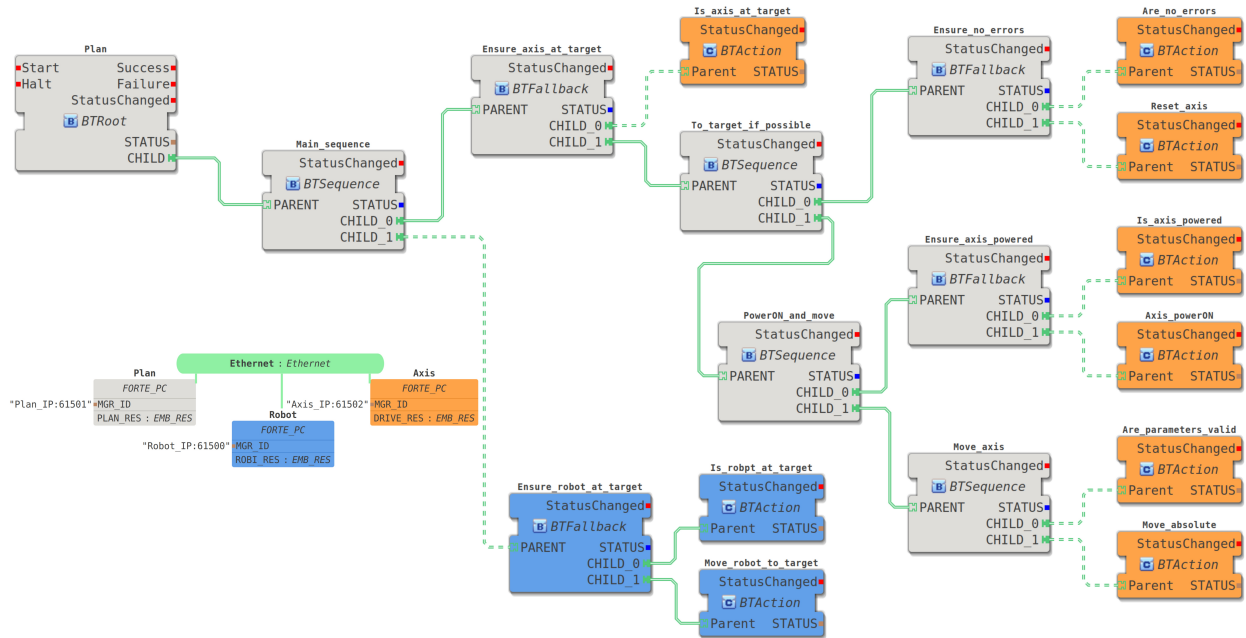 Plan
Start Success
Halt Failure
StatusChanged
B BTRoot
STATUS
CHILD
Main_sequence
StatusChanged
B BTSequence
PARENT STATUS
CHILD_0
CHILD_1
Ensure_axis_at_target
StatusChanged
B BTFallback
PARENT STATUS
CHILD_0
CHILD_1
Is_axis_at_target
StatusChanged
C BTAction
Parent STATUS
To_target_if_possible
StatusChanged
B BTSequence
PARENT STATUS
CHILD_0
CHILD_1
Ensure_no_errors
StatusChanged
B BTFallback
PARENT STATUS
CHILD_0
CHILD_1
Are_no_errors
StatusChanged
C BTAction
Parent STATUS
Reset_axis
StatusChanged
C BTAction
Parent STATUS
PowerON_and_move
StatusChanged
B BTSequence
PARENT STATUS
CHILD_0
CHILD_1
Ensure_axis_powered
StatusChanged
B BTFallback
PARENT STATUS
CHILD_0
CHILD_1
Is_axis_powered
StatusChanged
C BTAction
Parent STATUS
Axis_powerON
StatusChanged
C BTAction
Parent STATUS
Move_axis
StatusChanged
B BTSequence
PARENT STATUS
CHILD_0
CHILD_1
Are_parameters_valid
StatusChanged
C BTAction
Parent STATUS
Move_absolute
StatusChanged
C BTAction
Parent STATUS
Ethernet : Ethernet
Plan
FORTE_PC
"Plan_IP:61501" MGR_ID
PLAN_RES : EMB_RES
Robot
FORTE_PC
"Robot_IP:61500" MGR_ID
ROBI_RES : EMB_RES
Axis
FORTE_PC
"Axis_IP:61502" MGR_ID
DRIVE_RES : EMB_RES
Ensure_robot_at_target
StatusChanged
B BTFallback
PARENT STATUS
CHILD_0
CHILD_1
Is_robpt_at_target
StatusChanged
C BTAction
Parent STATUS
Move_robot_to_target
StatusChanged
C BTAction
Parent STATUS